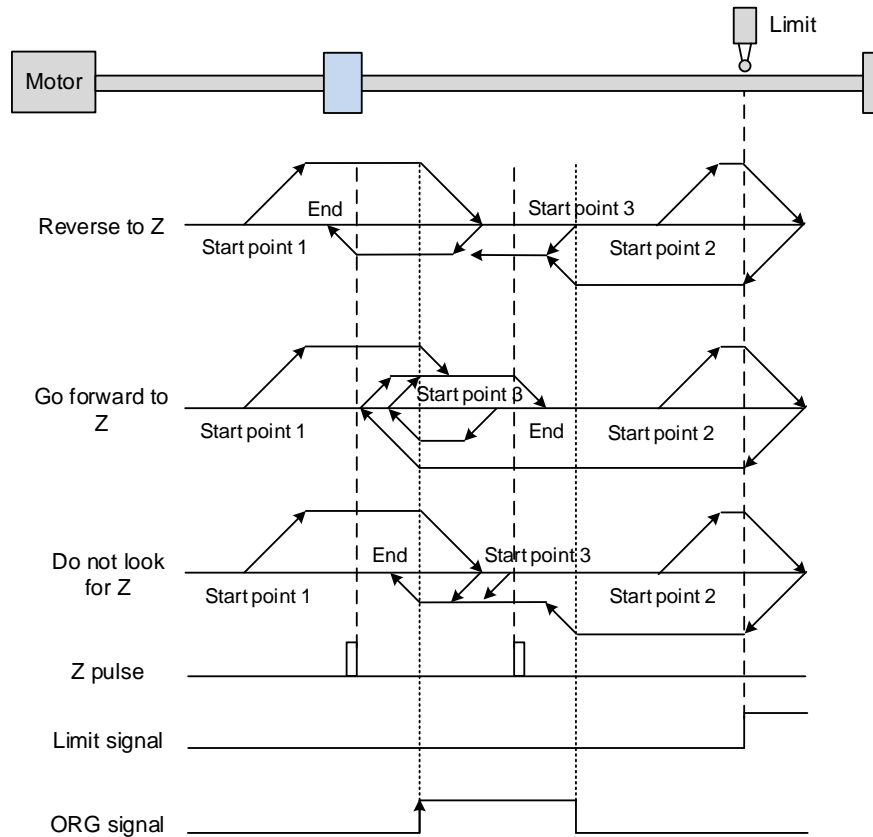 Limit
Motor
Reverse to Z
End
Start point 3
Start point 1
Start point 2
Go forward to
Z
Start point 3
Start point 1
End
Start point 2
Do not look
for Z
End
Start point 3
Start point 1
Start point 2
Z pulse
Limit signal
ORG signal